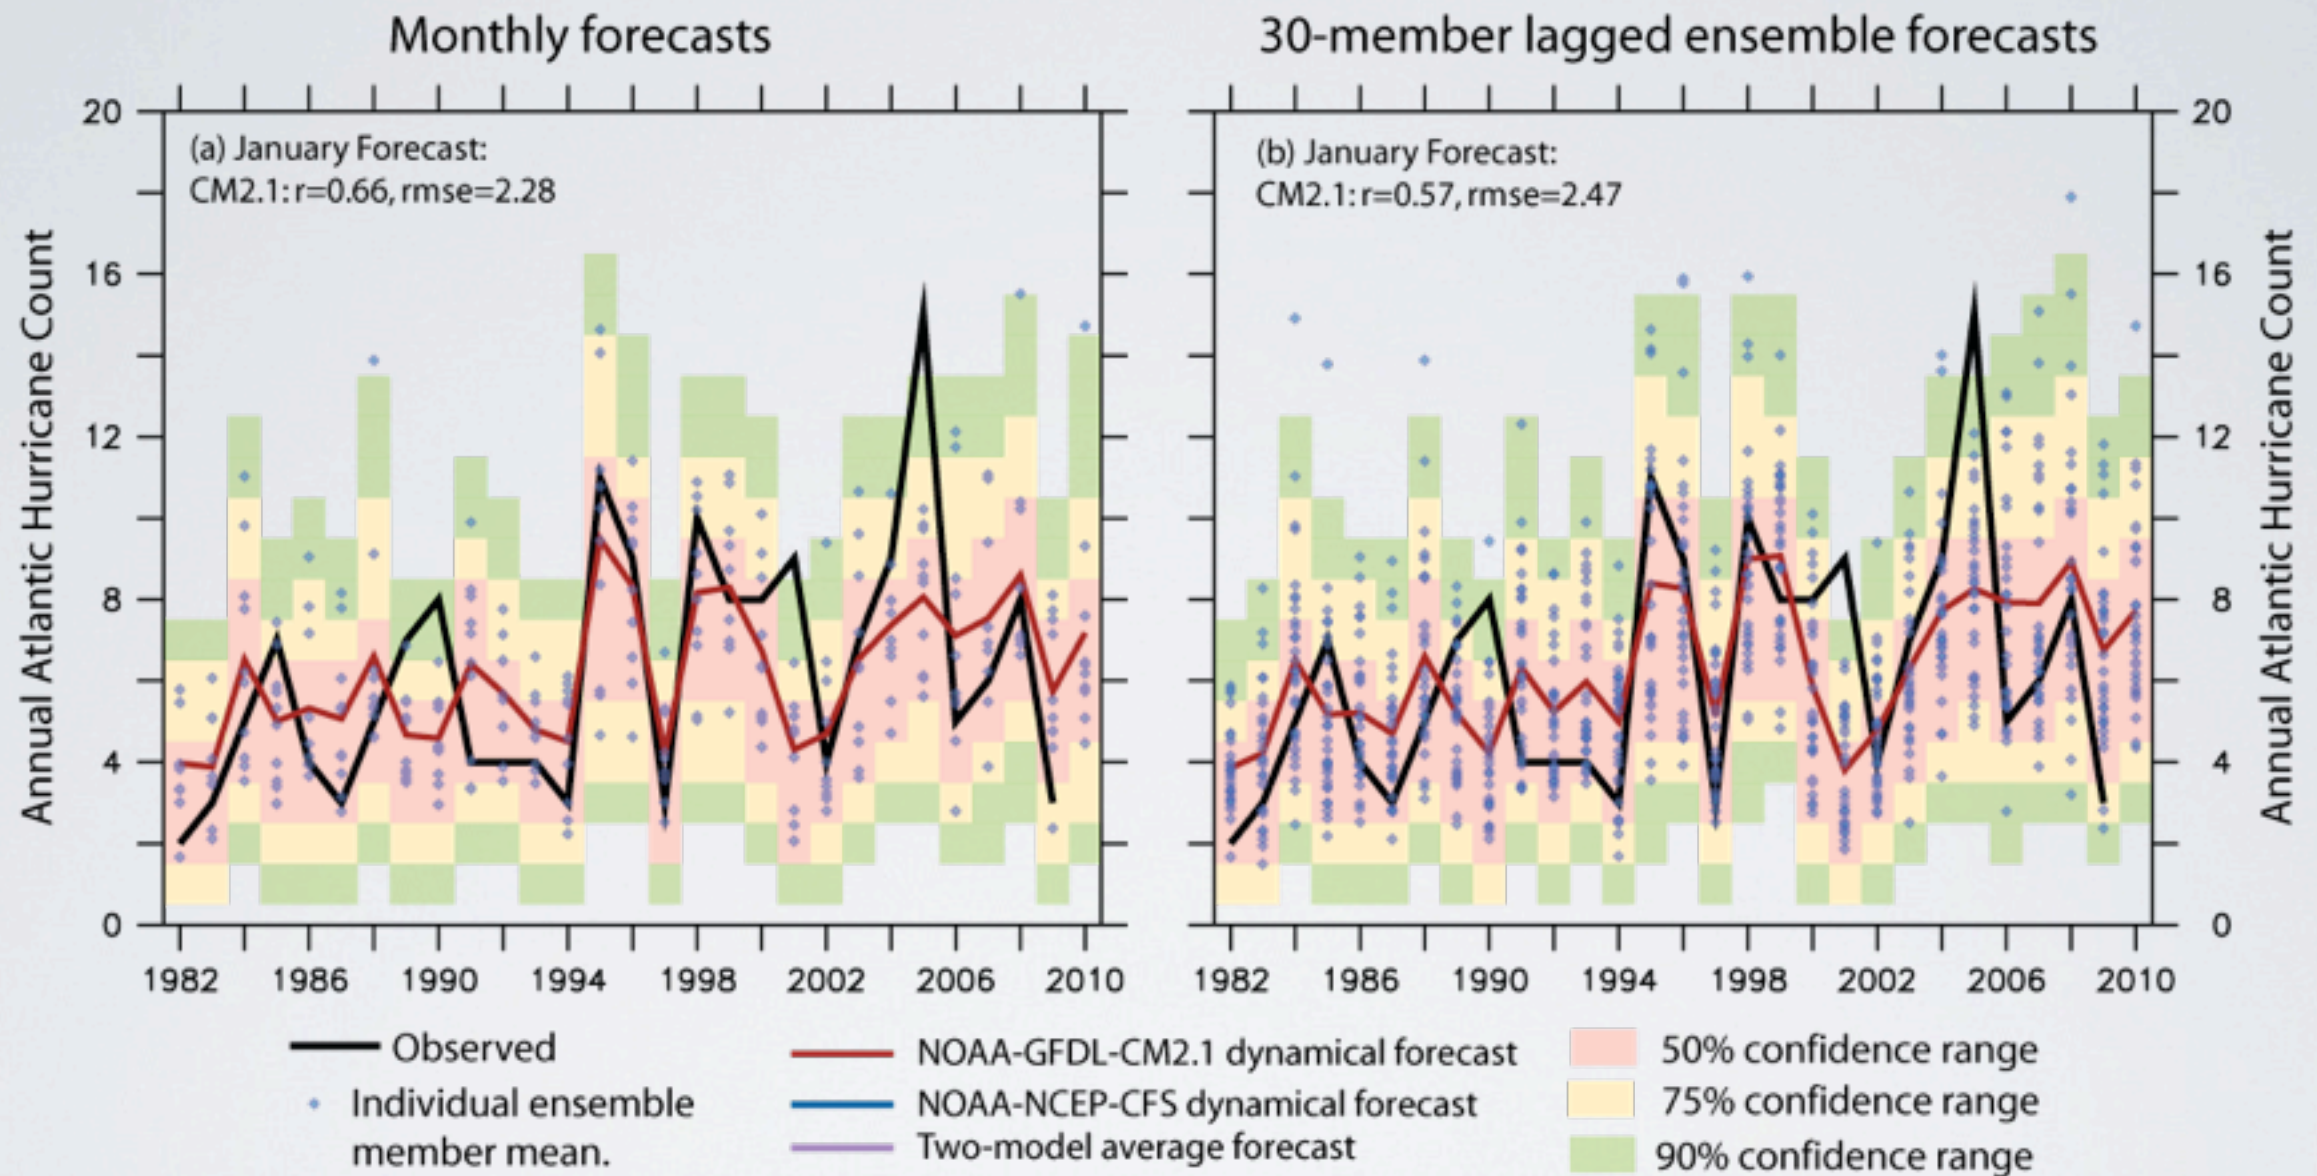 Monthly forecasts
30-member lagged ensemble forecasts
Annual Atlantic Hurricane Count
20
16
12
8
4
0
(a) January Forecast:
CM2.1: r=0.66, rmse=2.28
1982 1986 1990 1994 1998 2002 2006 2010
(b) January Forecast:
CM2.1: r=0.57, rmse=2.47
1982 1986 1990 1994 1998 2002 2006 2010
20
16
12
8
4
0
Annual Atlantic Hurricane Count
Observed
Individual ensemble
member mean.
NOAA-GFDL-CM2.1 dynamical forecast
NOAA-NCEP-CFS dynamical forecast
Two-model average forecast
50% confidence range
75% confidence range
90% confidence range